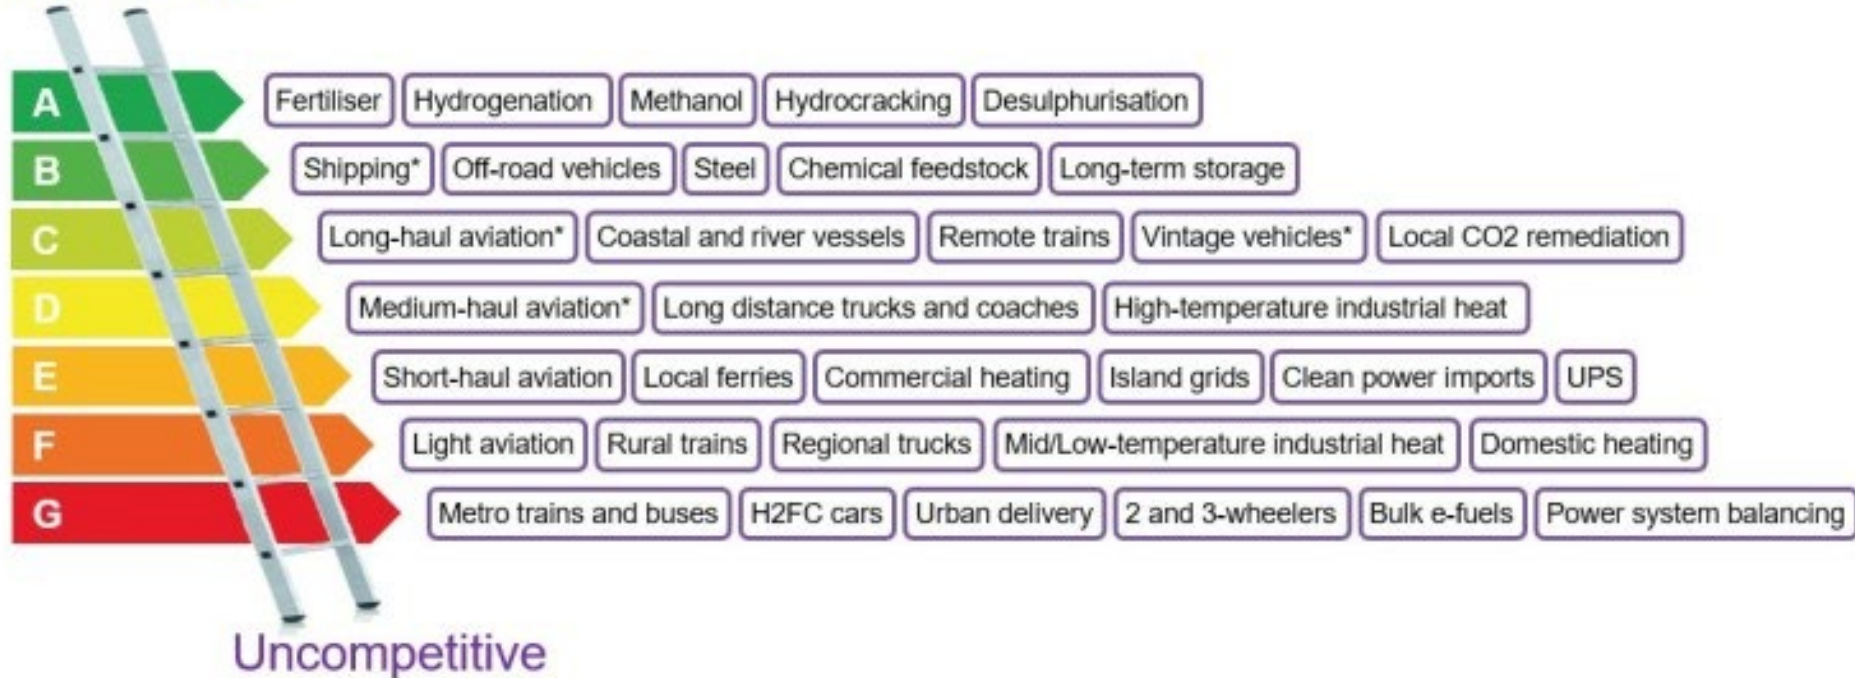 A Fertiliser Hydrogenation Methanol Hydrocracking Desulphurisation
B Shipping* Off-road vehicles Steel Chemical feedstock Long-term storage
C Long-haul aviation* Coastal and river vessels Remote trains Vintage vehicles* Local CO2 remediation
D Medium-haul aviation* Long distance trucks and coaches High-temperature industrial heat
E Short-haul aviation Local ferries Commercial heating Island grids Clean power imports UPS
F Light aviation Rural trains Regional trucks Mid/Low-temperature industrial heat Domestic heating
G Metro trains and buses H2FC cars Urban delivery 2 and 3-wheelers Bulk e-fuels Power system balancing
Uncompetitive